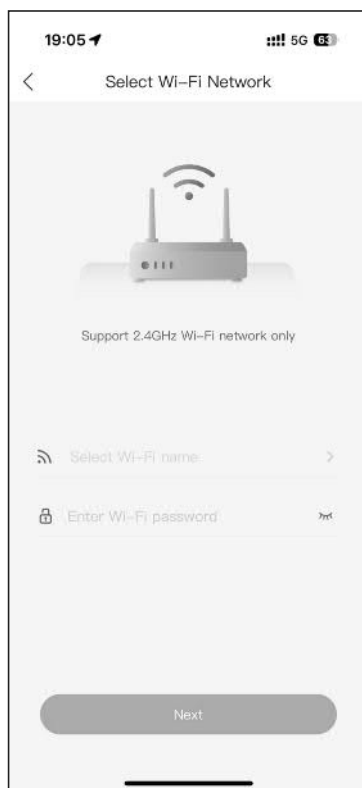 19:05 5G 63
Select Wi-Fi Network
Support 2.4GHz Wi-Fi network only
Select Wi-Fi name
Enter Wi-Fi password
Next